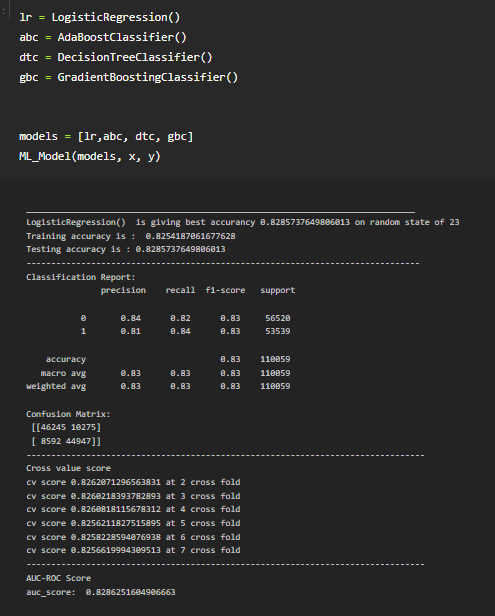 lr = LogisticRegression()
abc = AdaBoostClassifier()
dtc = DecisionTreeClassifier()
gbc = GradientBoostingClassifier()
models = [lr,abc, dtc, gbc]
ML_Model(models, x, y)
LogisticRegression()  is giving best accurancy 0.8285737649806013 on random state of 23
Training accuracy is :  0.8254187061677628
Testing accuracy is : 0.8285737649806013
--------------------------------------------------------------------------------
Classification Report:
precision    recall  f1-score   support
0       0.84      0.82      0.83     56520
1       0.81      0.84      0.83     53539
accuracy                           0.83    110059
macro avg       0.83      0.83      0.83    110059
weighted avg       0.83      0.83      0.83    110059
Confusion Matrix:
[[46245 10275]
[ 8592 44947]]
--------------------------------------------------------------------------------
Cross value score
cv score 0.8262071296563831 at 2 cross fold
cv score 0.8260218393782893 at 3 cross fold
cv score 0.8260818115678312 at 4 cross fold
cv score 0.8256211827515895 at 5 cross fold
cv score 0.8258228594076938 at 6 cross fold
cv score 0.8256619994309513 at 7 cross fold
--------------------------------------------------------------------------------
AUC-ROC Score
auc_score:  0.8286251604906663